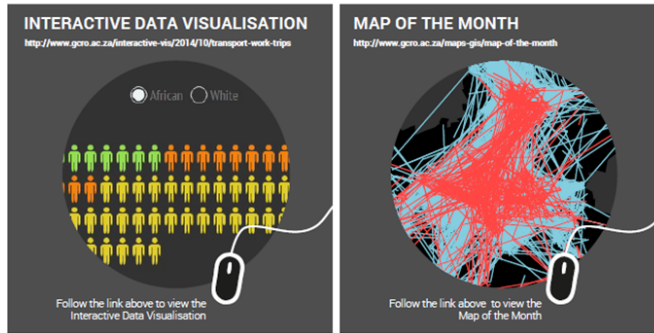 INTERACTIVE DATA VISUALISATION
http://www.gcro.ac.za/interactive-vis/2014/10/transport-work-trips
African White
Follow the link above to view the
Interactive Data Visualisation
MAP OF THE MONTH
http://www.gcro.ac.za/maps-gis/map-of-the-month
Follow the link above to view the
Map of the Month